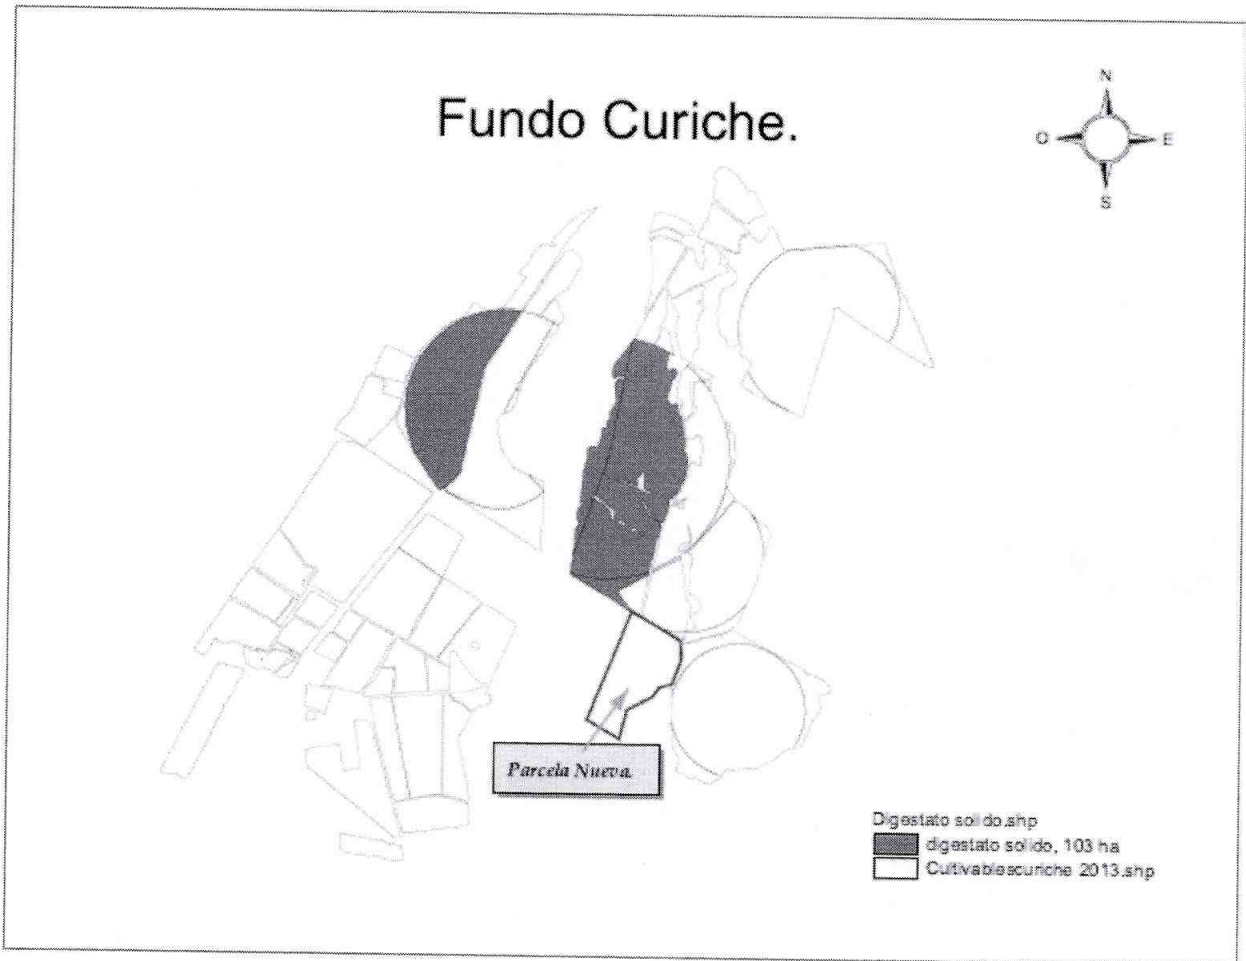 Fundo Curiche.
N
O
E
S
Parcela Nueva.
Digestato solido.shp
digestato solido, 103 ha
Cultivablescuriche 2013.shp